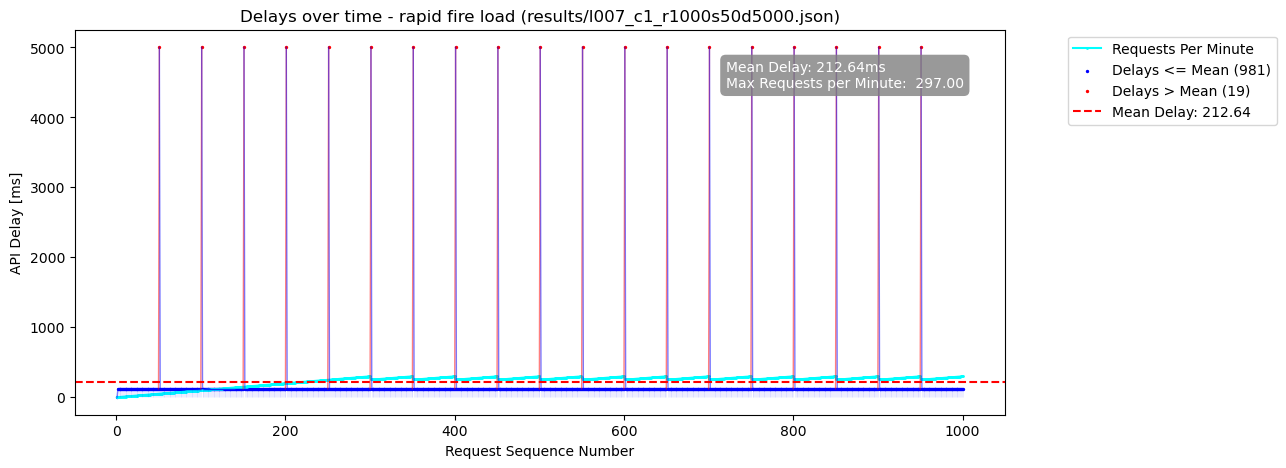 Delays over time - rapid fire load (results/l007_c1_r1000s50d5000.json)
API Delay [ms]
5000
4000
3000
2000
1000
0
Mean Delay: 212.64ms
Max Requests per Minute:  297.00
Requests Per Minute
Delays <= Mean (981)
Delays > Mean (19)
Mean Delay: 212.64
0 200 400 600 800 1000
Request Sequence Number